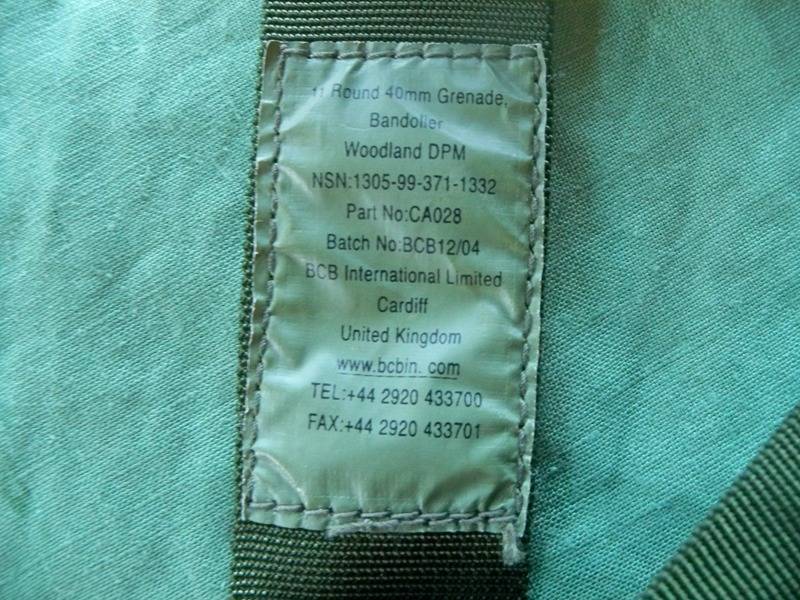 11 Round 40mm Grenade,
Bandolier
Woodland DPM
NSN:1305-99-371-1332
Part No:CA028
Batch No:BCB12/04
BCB International Limited
Cardiff
United Kingdom
www.bcbin. com
TEL:+44 2920 433700
FAX:+44 2920 433701